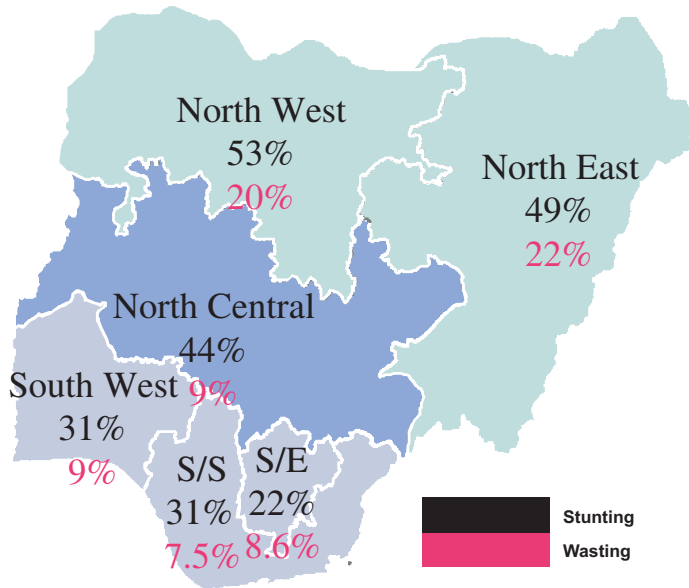 North West
53%
20%
North East
49%
22%
North Central
44%
9%
South West
31%
9%
S/S
31%
7.5%
S/E
22%
8.6%
Stunting
Wasting